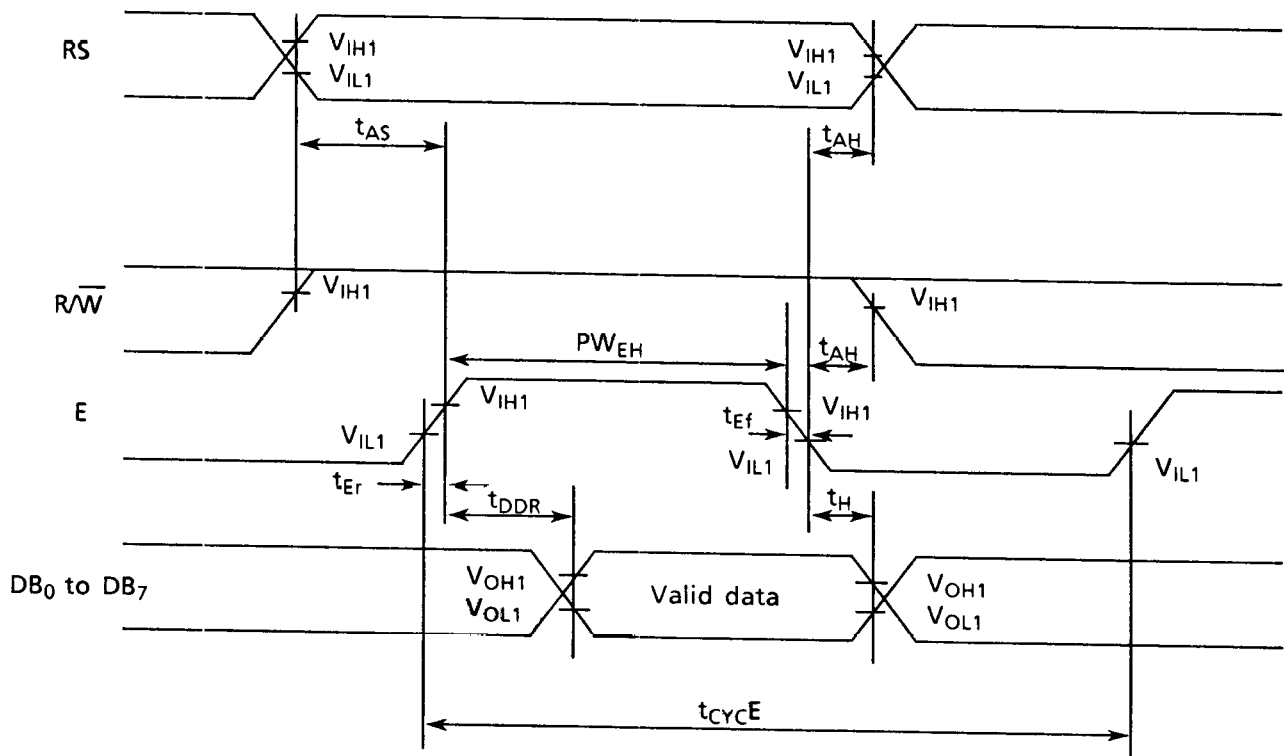 RS
V_IH1
V_IL1
V_IH1
V_IL1
t_AS
t_AH
R/W̅
V_IH1
V_IH1
PW_EH
t_AH
E
V_IH1
V_IL1
t_Ef
V_IH1
V_IL1
V_IL1
t_Er
t_DDR
t_H
DB₀ to DB₇
V_OH1
V_OL1
Valid data
V_OH1
V_OL1
t_CYCE